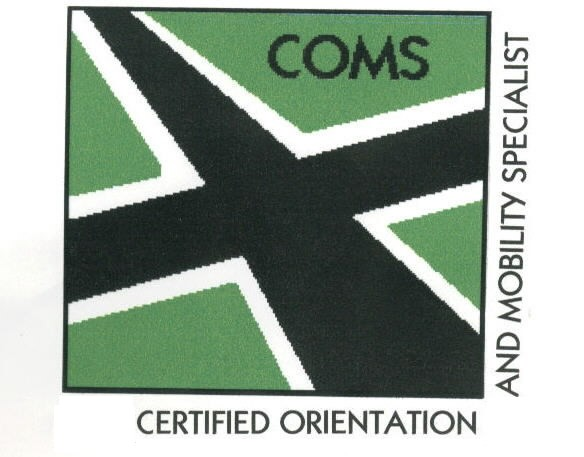 COMS
CERTIFIED ORIENTATION
AND MOBILITY SPECIALIST